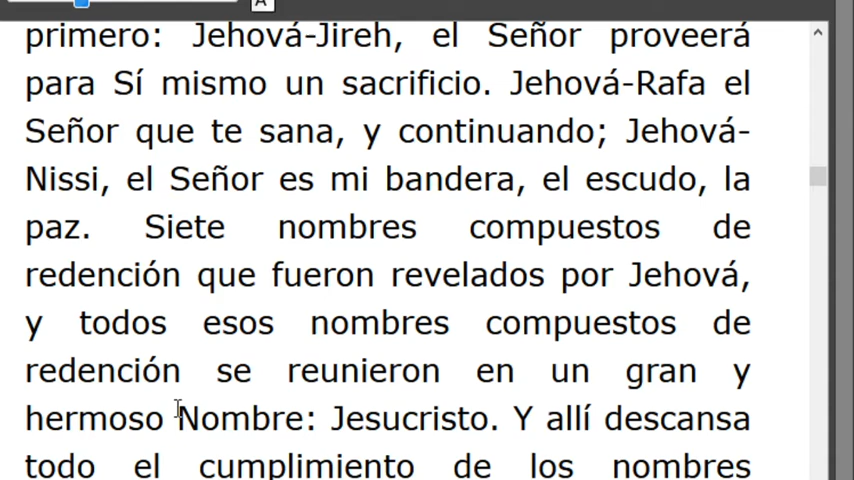 A
primero: Jehová-Jireh, el Señor proveerá
para Sí mismo un sacrificio. Jehová-Rafa el
Señor que te sana, y continuando; Jehová-
Nissi, el Señor es mi bandera, el escudo, la
paz. Siete nombres compuestos de
redención que fueron revelados por Jehová,
y todos esos nombres compuestos de
redención se reunieron en un gran y
hermoso Nombre: Jesucristo. Y allí descansa
todo el cumplimiento de los nombres